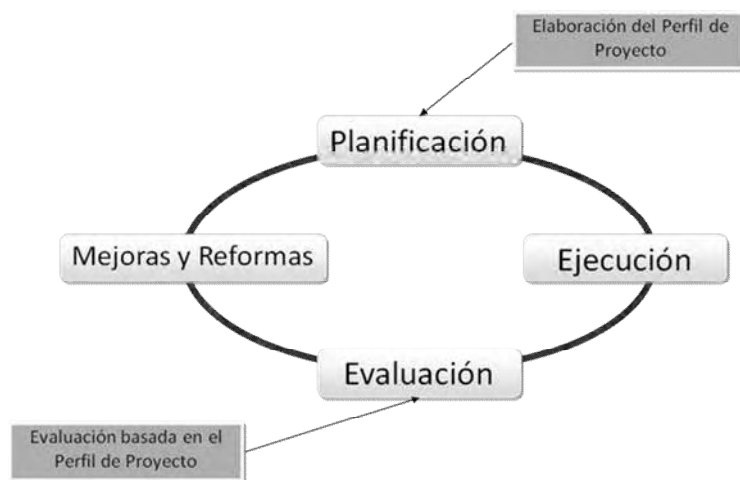 Elaboración del Perfil de
Proyecto
Planificación
Mejoras y Reformas
Ejecución
Evaluación
Evaluación basada en el
Perfil de Proyecto